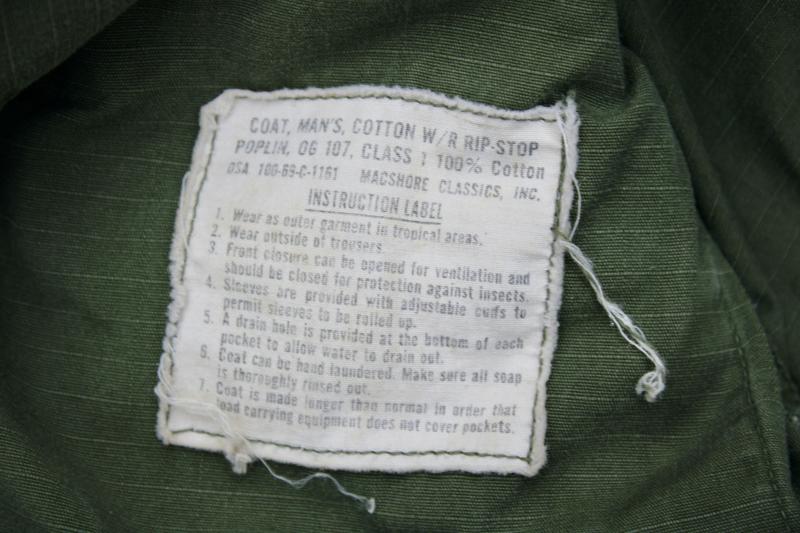 COAT, MAN'S, COTTON W/R RIP-STOP
POPLIN, OG 107, CLASS 1 100% Cotton
DSA 100-69-C-1161 MACSHORE CLASSICS, INC.
INSTRUCTION LABEL
1. Wear as outer garment in tropical areas.
2. Wear outside of trousers.
3. Front closure can be opened for ventilation and
should be closed for protection against insects.
4. Sleeves are provided with adjustable cuffs to
permit sleeves to be rolled up.
5. A drain hole is provided at the bottom of each
pocket to allow water to drain out.
6. Coat can be hand laundered. Make sure all soap
is thoroughly rinsed out.
7. Coat is made longer than normal in order that
load carrying equipment does not cover pockets.